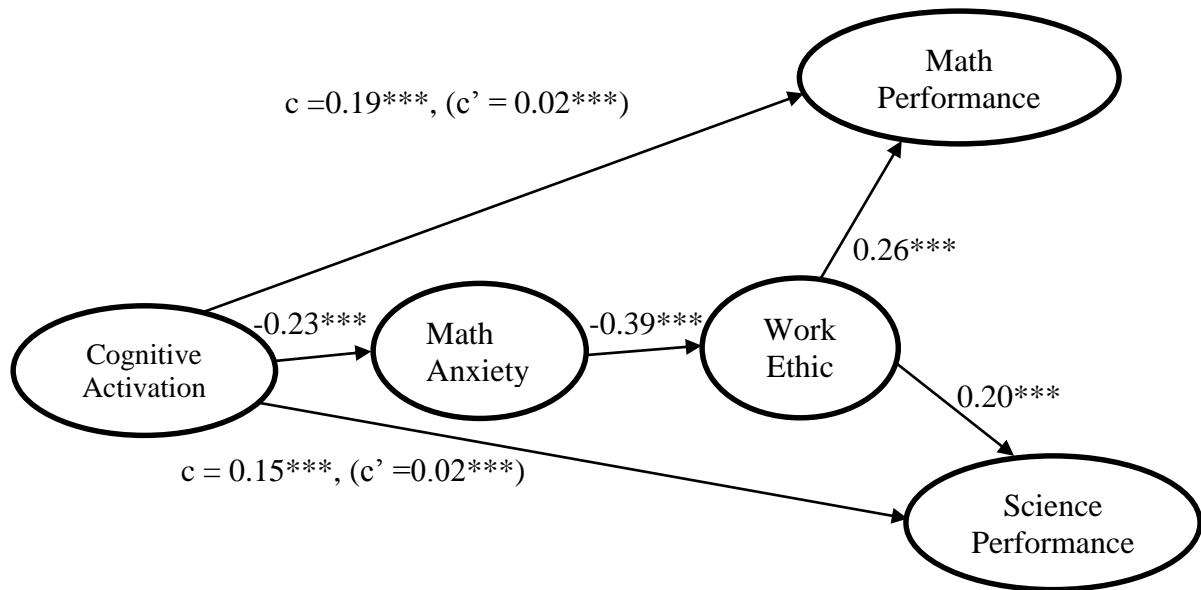 Math
Performance
c =0.19***, (c’ = 0.02***)
0.26***
-0.23***
-0.39***
Cognitive
Activation
Math
Anxiety
Work
Ethic
0.20***
c = 0.15***, (c’ =0.02***)
Science
Performance